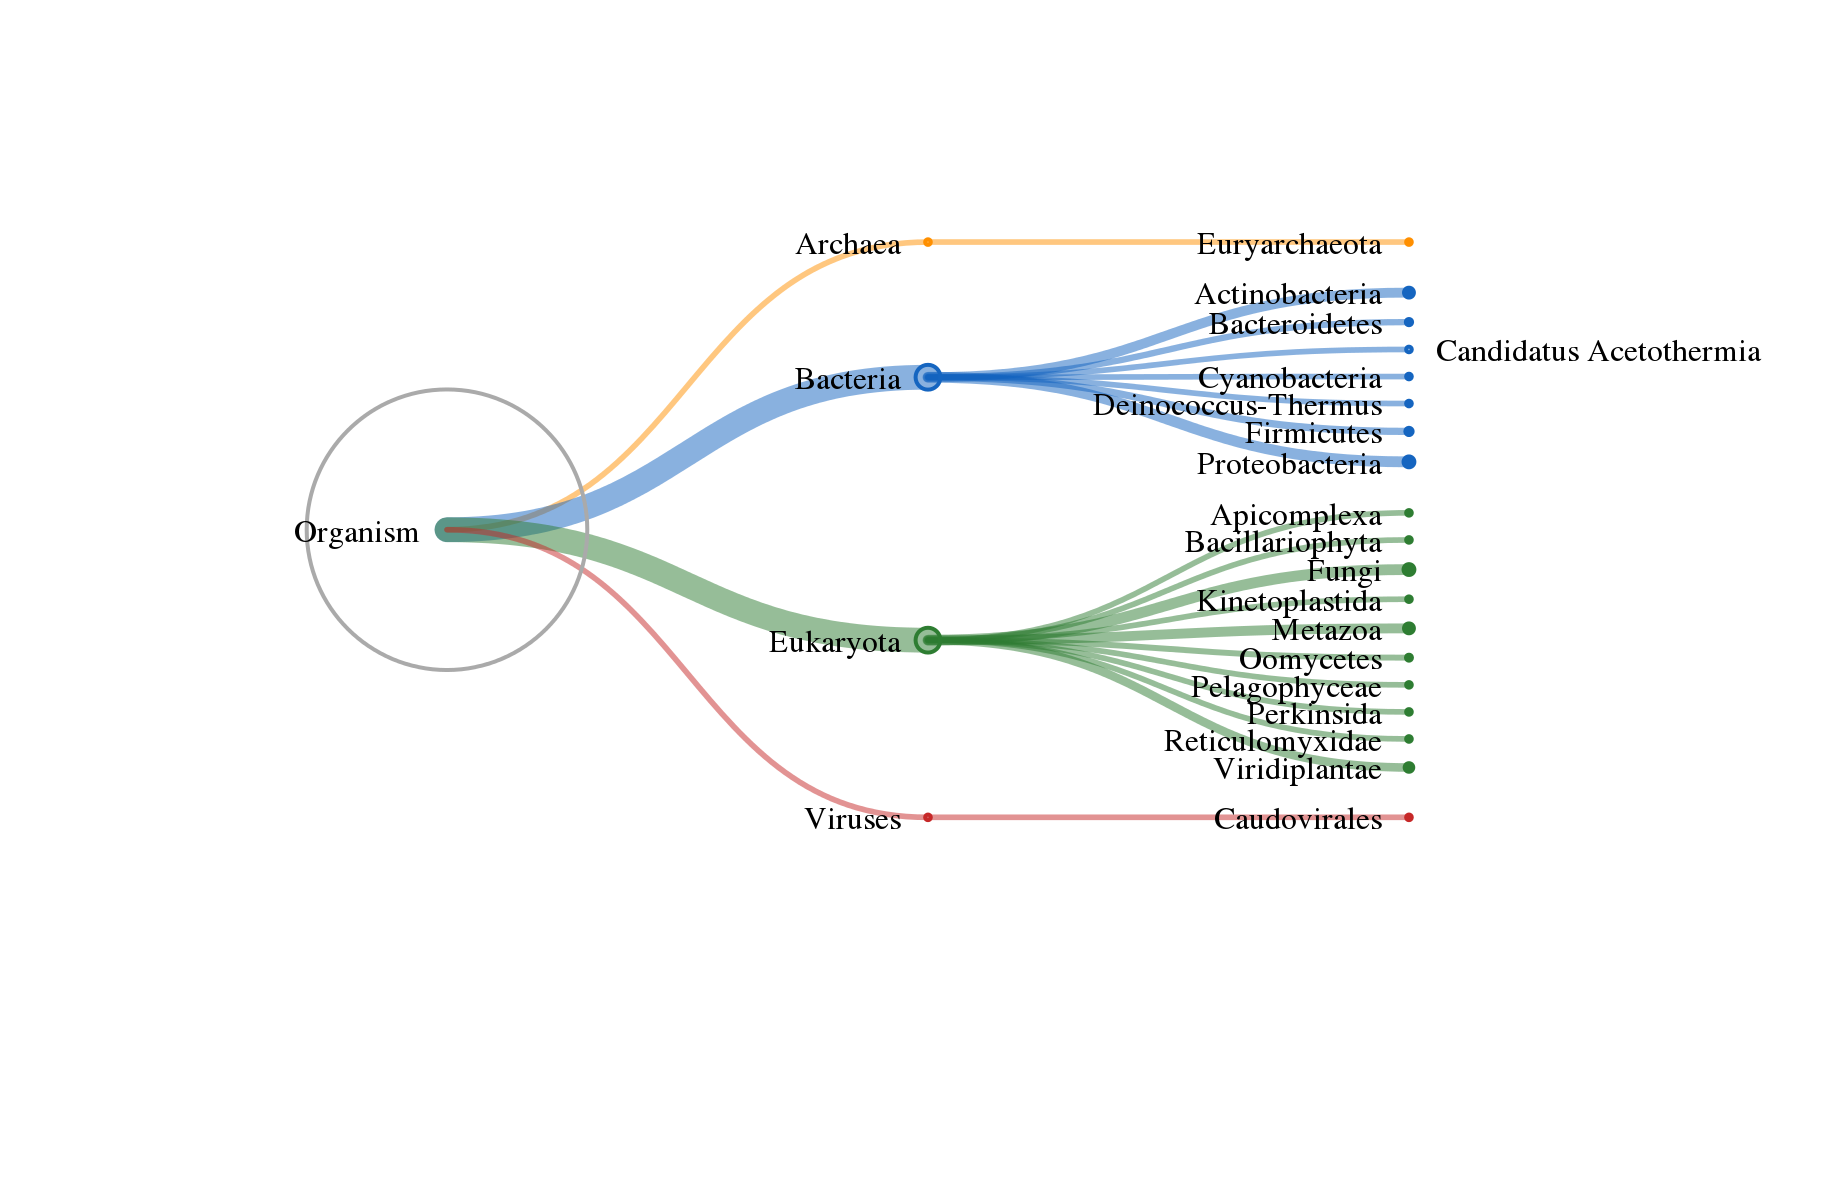 Organism
Archaea
Bacteria
Eukaryota
Viruses
Euryarchaeota
Actinobacteria
Bacteroidetes
Candidatus Acetothermia
Cyanobacteria
Deinococcus-Thermus
Firmicutes
Proteobacteria
Apicomplexa
Bacillariophyta
Fungi
Kinetoplastida
Metazoa
Oomycetes
Pelagophyceae
Perkinsida
Reticulomyxidae
Viridiplantae
Caudovirales